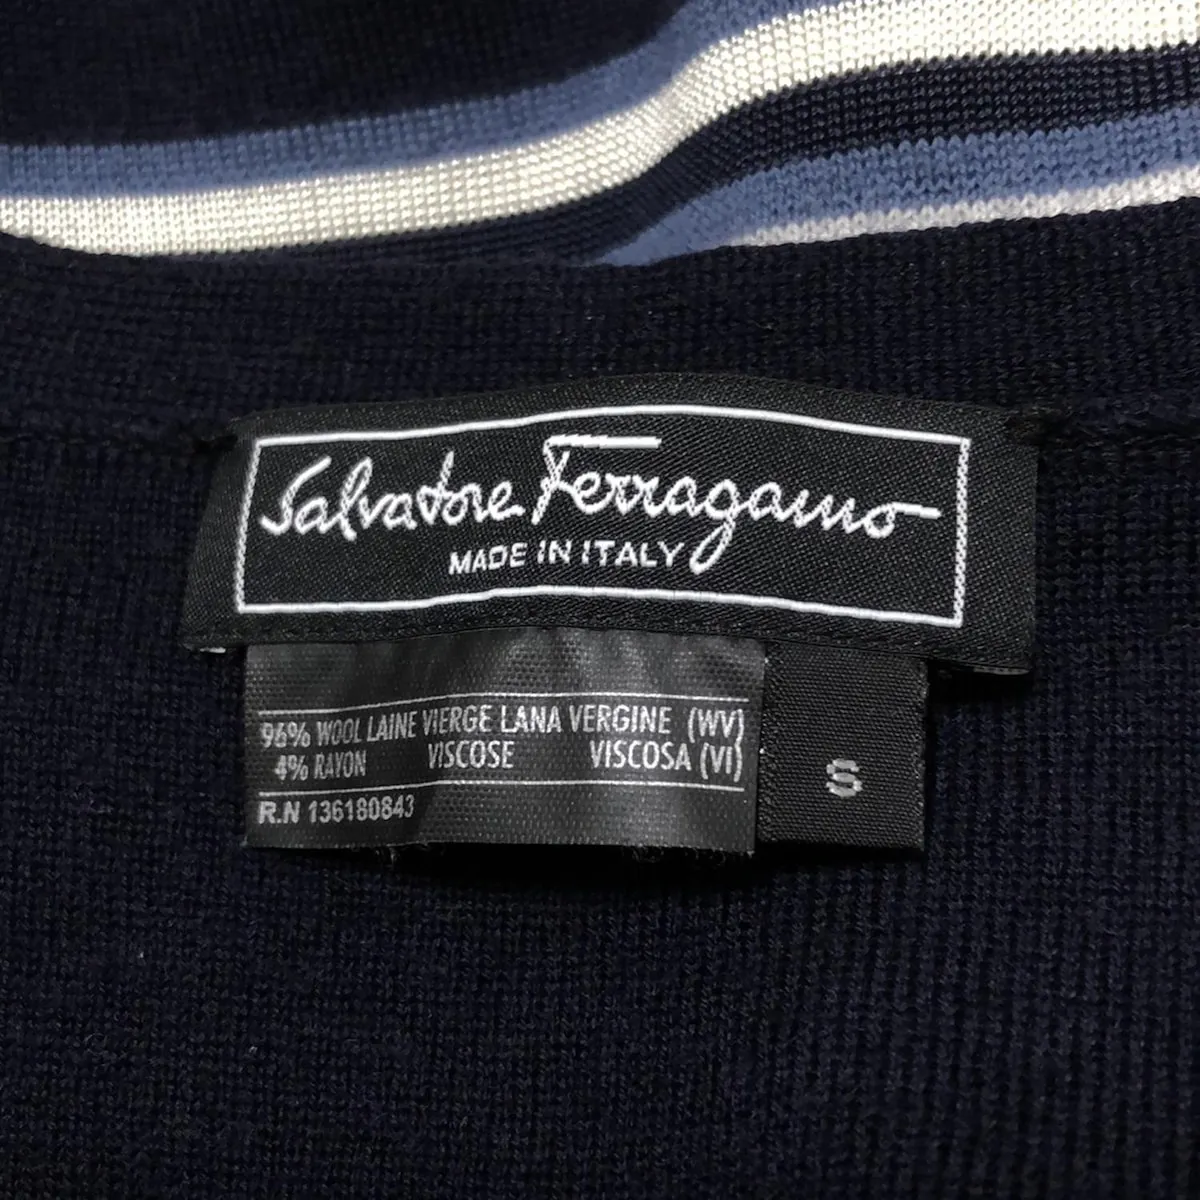 Salvatore Ferragamo
MADE IN ITALY
96% WOOL LAINE VIERGE LANA VERGINE (WV)
4% RAYON VISCOSE VISCOSA (VI)
R.N 136180843
S